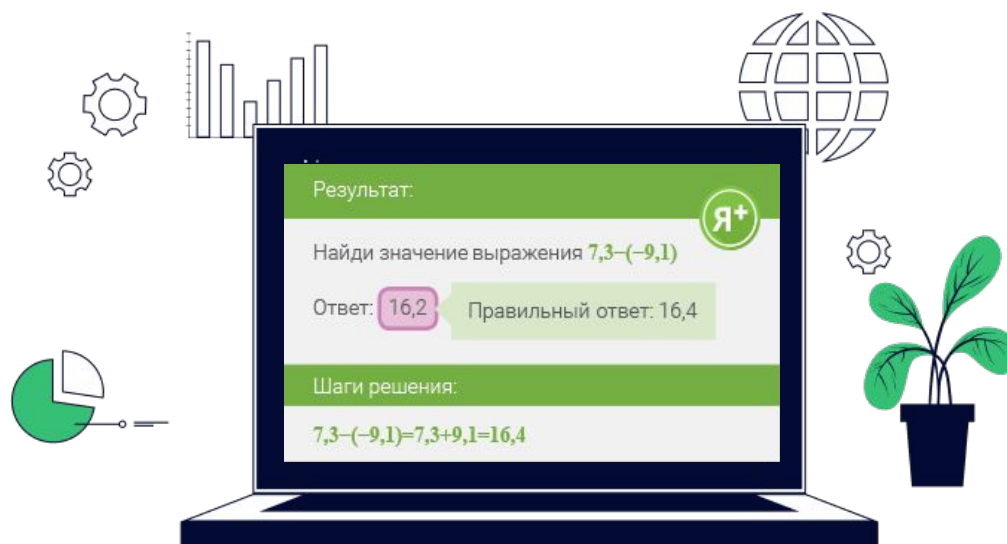 Результат:
Я+
Найди значение выражения 7,3−(−9,1)
Ответ: 16,2 Правильный ответ: 16,4
Шаги решения:
7,3−(−9,1)=7,3+9,1=16,4